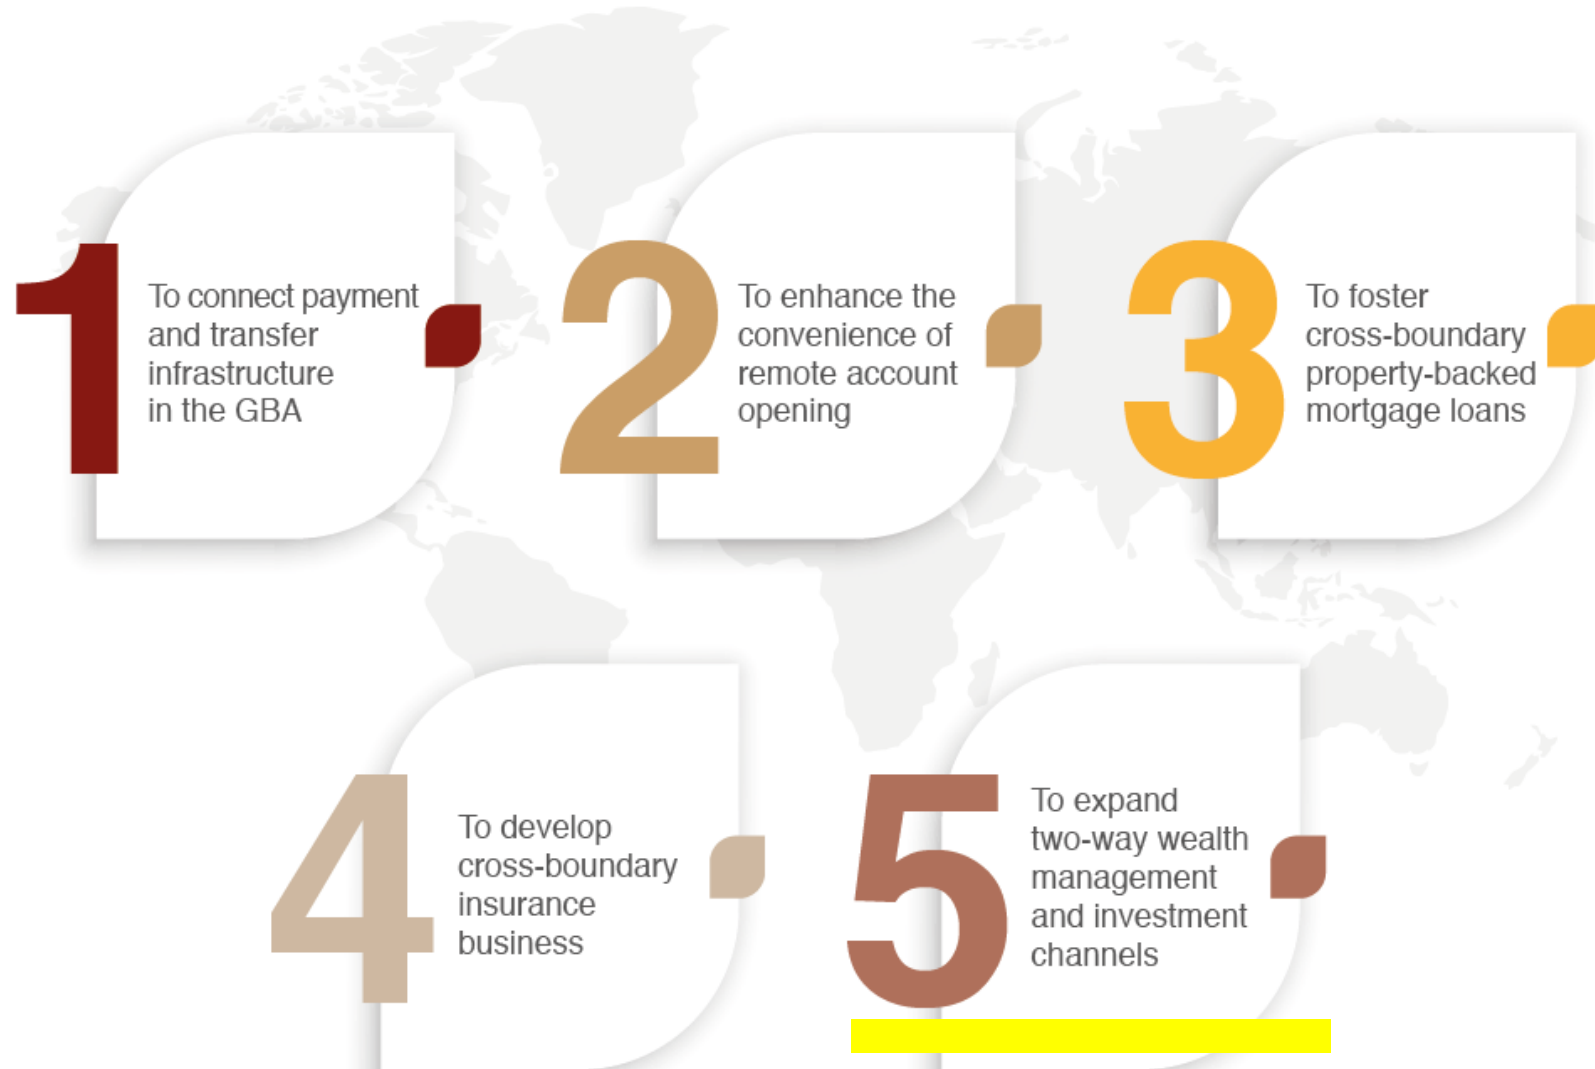 1
To connect payment
and transfer
infrastructure
in the GBA
2
To enhance the
convenience of
remote account
opening
3
To foster
cross-boundary
property-backed
mortgage loans
4
To develop
cross-boundary
insurance
business
5
To expand
two-way wealth
management
and investment
channels